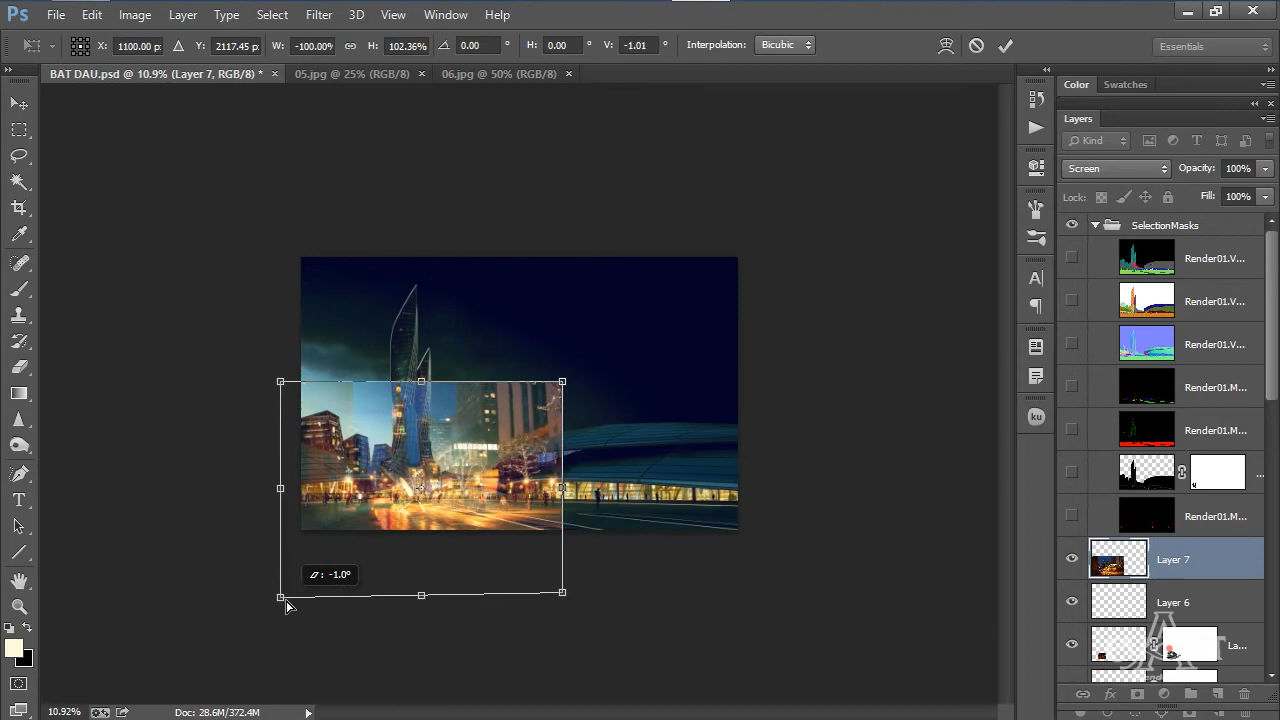 Ps File Edit Image Layer Type Select Filter 3D View Window Help
X: 1100.00 p: Y: 2117.45 p: W: -100.00% H: 102.36% 0.00 ° H: 0.00 ° V: -1.01 ° Interpolation: Bicubic Essentials
BAT DAU.psd @ 10.9% (Layer 7, RGB/8) * × 05.jpg @ 25% (RGB/8) × 06.jpg @ 50% (RGB/8) ×
Color Swatches
Layers
Kind
Screen Opacity: 100%
Lock: Fill: 100%
SelectionMasks
Render01.V...
Render01.V...
Render01.V...
Render01.M...
Render01.M...
...
Render01.M...
Layer 7
: -1.0°
Layer 6
La...
ku
fx
10.92% Doc: 28.6M/372.4M